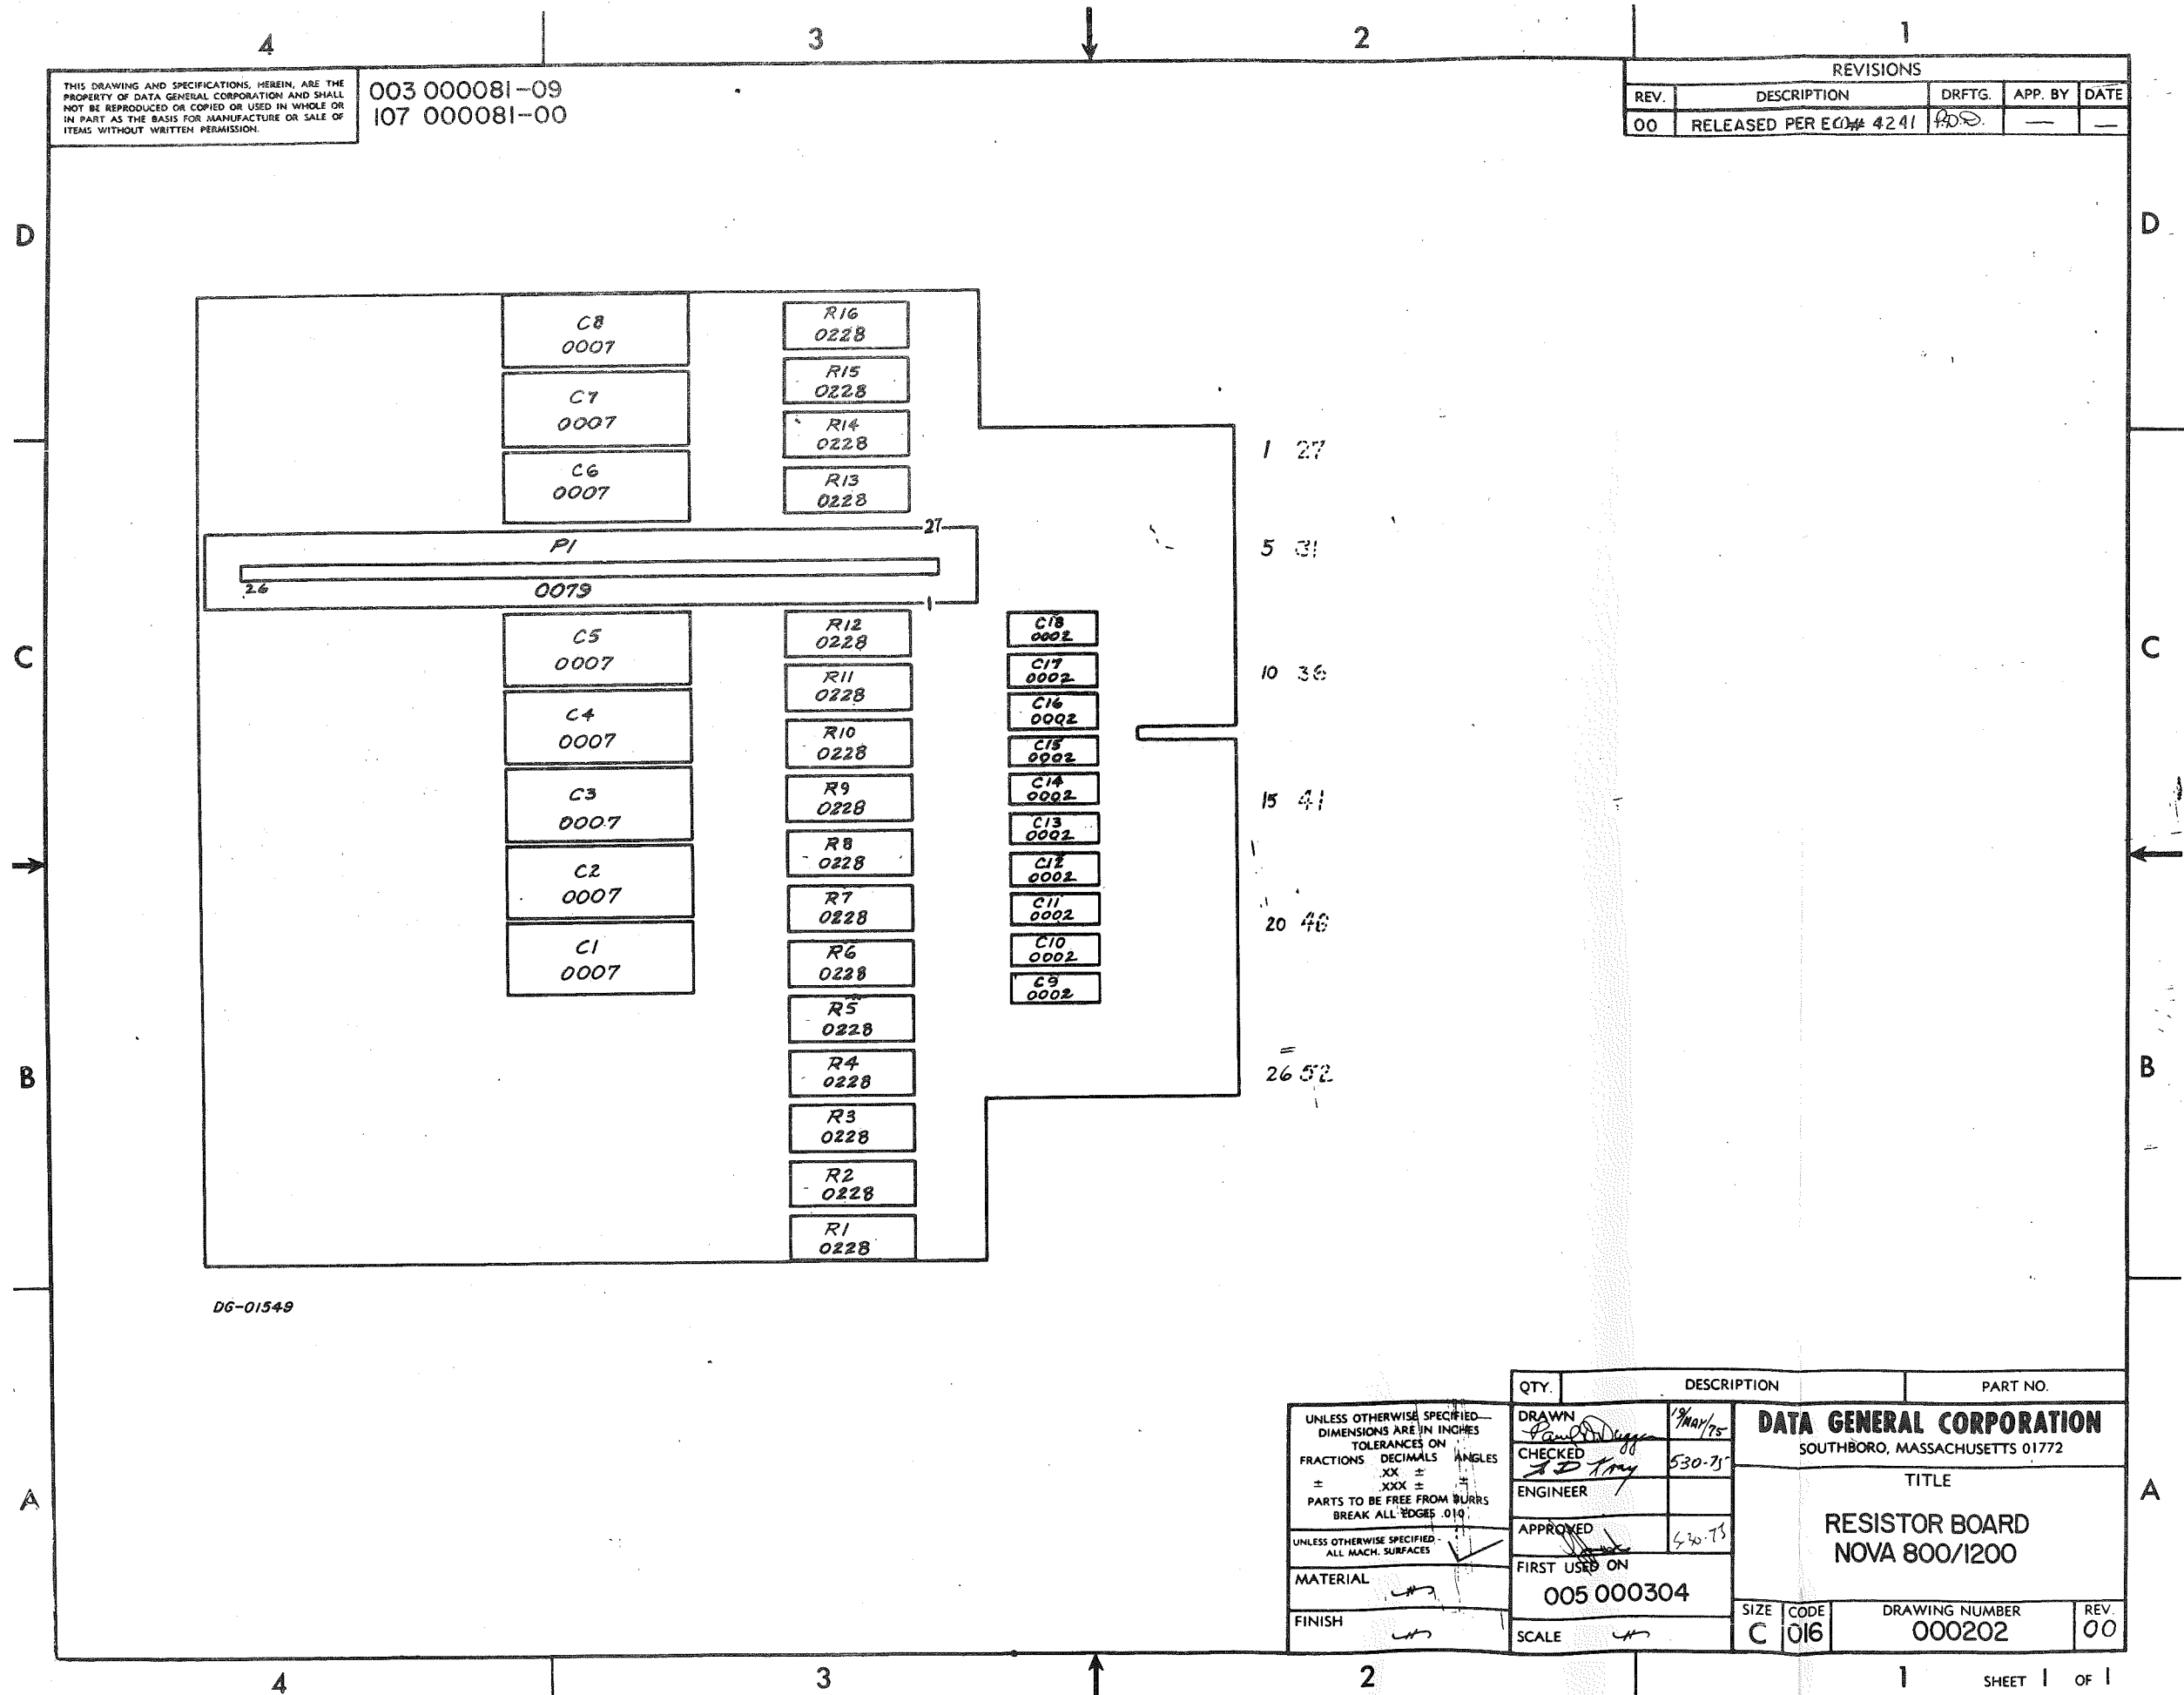 4 3 2 1
THIS DRAWING AND SPECIFICATIONS, HEREIN, ARE THE
PROPERTY OF DATA GENERAL CORPORATION AND SHALL
NOT BE REPRODUCED OR COPIED OR USED IN WHOLE OR
IN PART AS THE BASIS FOR MANUFACTURE OR SALE OF
ITEMS WITHOUT WRITTEN PERMISSION.
003 000081-09
107 000081-00
REVISIONS
REV. DESCRIPTION DRFTG. APP. BY DATE
00 RELEASED PER ECO# 4241 P.D.D. — —
D D
C8
0007
C7
0007
C6
0007
R16
0228
R15
0228
R14
0228
R13
0228
27
P1
26
0079
1
C C
C5
0007
C4
0007
C3
0007
C2
0007
C1
0007
R12
0228
R11
0228
R10
0228
R9
0228
R8
0228
R7
0228
R6
0228
R5
0228
R4
0228
R3
0228
R2
0228
R1
0228
C18
0002
C17
0002
C16
0002
C15
0002
C14
0002
C13
0002
C12
0002
C11
0002
C10
0002
C9
0002
1 27
5 31
10 36
15 41
20 46
26 52
B B
DG-01549
A A
UNLESS OTHERWISE SPECIFIED
DIMENSIONS ARE IN INCHES
TOLERANCES ON
FRACTIONS DECIMALS ANGLES
.XX ±
± .XXX ± ±
PARTS TO BE FREE FROM BURRS
BREAK ALL EDGES .010
UNLESS OTHERWISE SPECIFIED -
ALL MACH. SURFACES
MATERIAL
FINISH
QTY. DESCRIPTION PART NO.
DRAWN 19/MAY/75
CHECKED 530-75
ENGINEER
APPROVED 530-75
FIRST USED ON
005 000304
SCALE
DATA GENERAL CORPORATION
SOUTHBORO, MASSACHUSETTS 01772
TITLE
RESISTOR BOARD
NOVA 800/1200
SIZE CODE DRAWING NUMBER REV.
C 016 000202 00
4 3 2 1
SHEET 1 OF 1